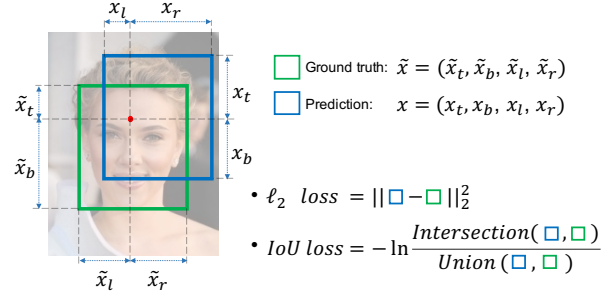 x_l x_r
Ground truth: x̃ = (x̃_t, x̃_b, x̃_l, x̃_r)
Prediction: x = (x_t, x_b, x_l, x_r)
x̃_t
x_t
x̃_b
x_b
• ℓ_2 loss = ||□−□||_2^2
• IoU loss = −ln Intersection(□,□) / Union(□,□)
x̃_l x̃_r